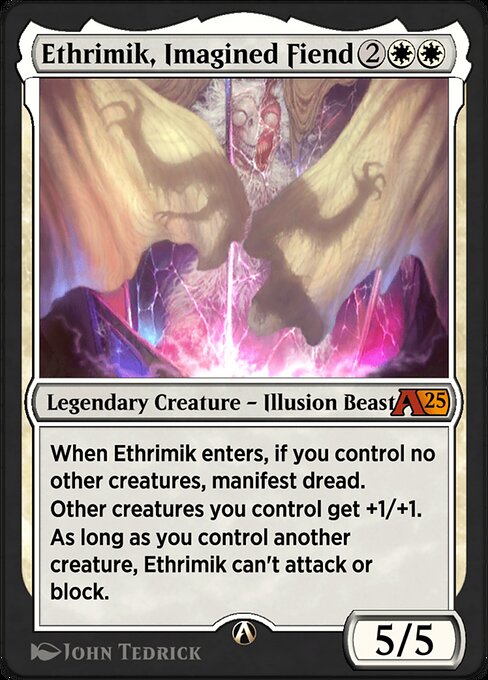 Ethrimik, Imagined Fiend 2
Legendary Creature – Illusion Beast A25
When Ethrimik enters, if you control no
other creatures, manifest dread.
Other creatures you control get +1/+1.
As long as you control another
creature, Ethrimik can't attack or
block.
5/5
John Tedrick